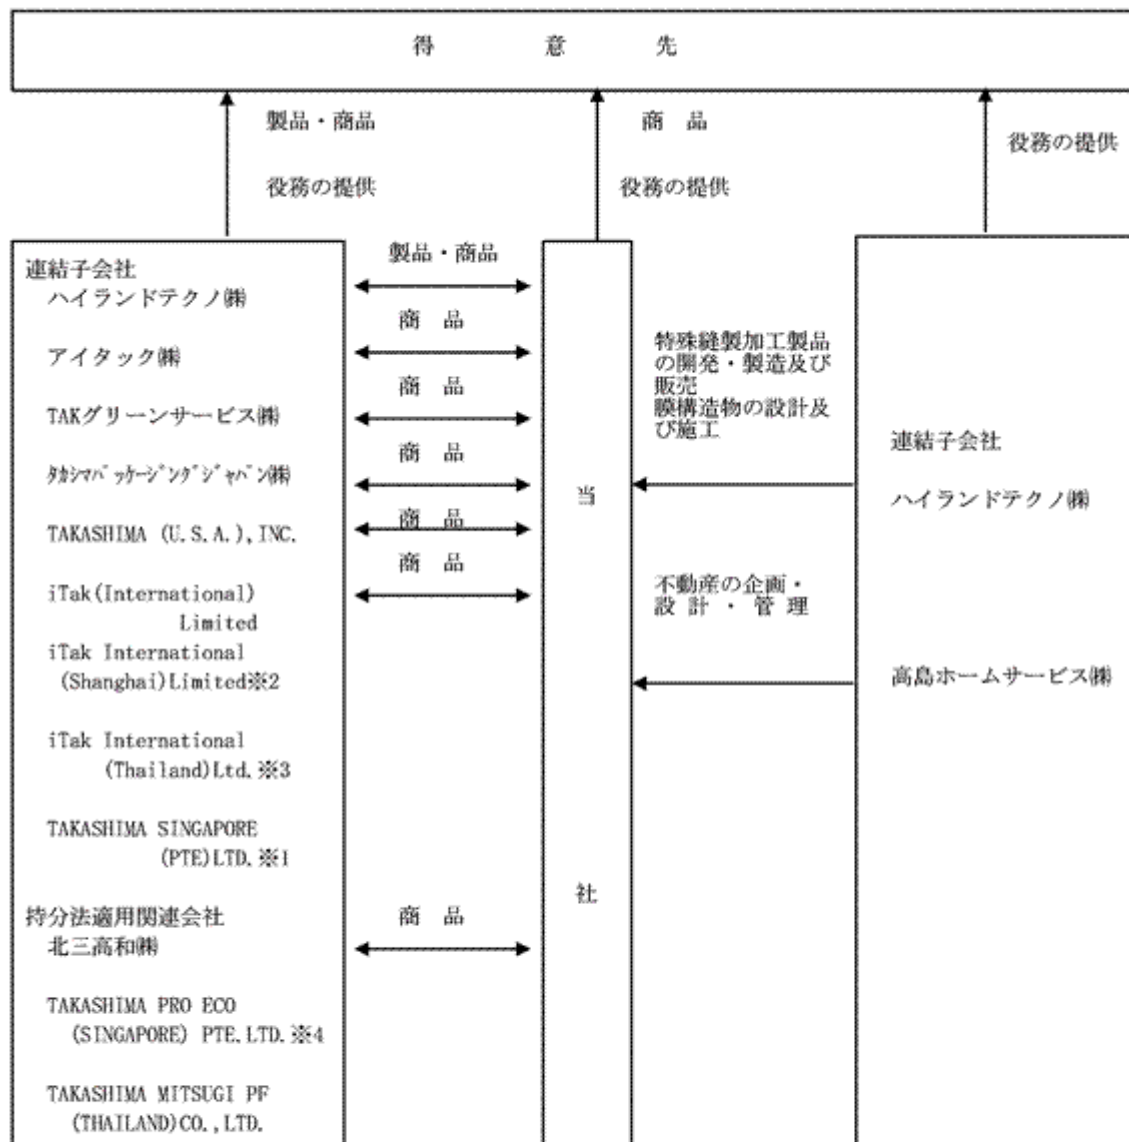 得　意　先
製品・商品
役務の提供
商　品
役務の提供
役務の提供
連結子会社
ハイランドテクノ㈱
アイタック㈱
TAKグリーンサービス㈱
ﾀｶｼﾏﾊﾟｯｹｰｼﾞﾝｸﾞｼﾞｬﾊﾟﾝ㈱
TAKASHIMA (U.S.A.),INC.
iTak(International)
Limited
iTak International
(Shanghai)Limited※2
iTak International
(Thailand)Ltd.※3
TAKASHIMA SINGAPORE
(PTE)LTD.※1
持分法適用関連会社
北三高和㈱
TAKASHIMA PRO ECO
(SINGAPORE) PTE.LTD.※4
TAKASHIMA MITSUGI PF
(THAILAND)CO.,LTD.
製品・商品
商　品
商　品
商　品
商　品
商　品
商　品
当
社
特殊縫製加工製品
の開発・製造及び
販売
膜構造物の設計及
び施工
不動産の企画・
設 計 ・ 管 理
連結子会社
ハイランドテクノ㈱
高島ホームサービス㈱